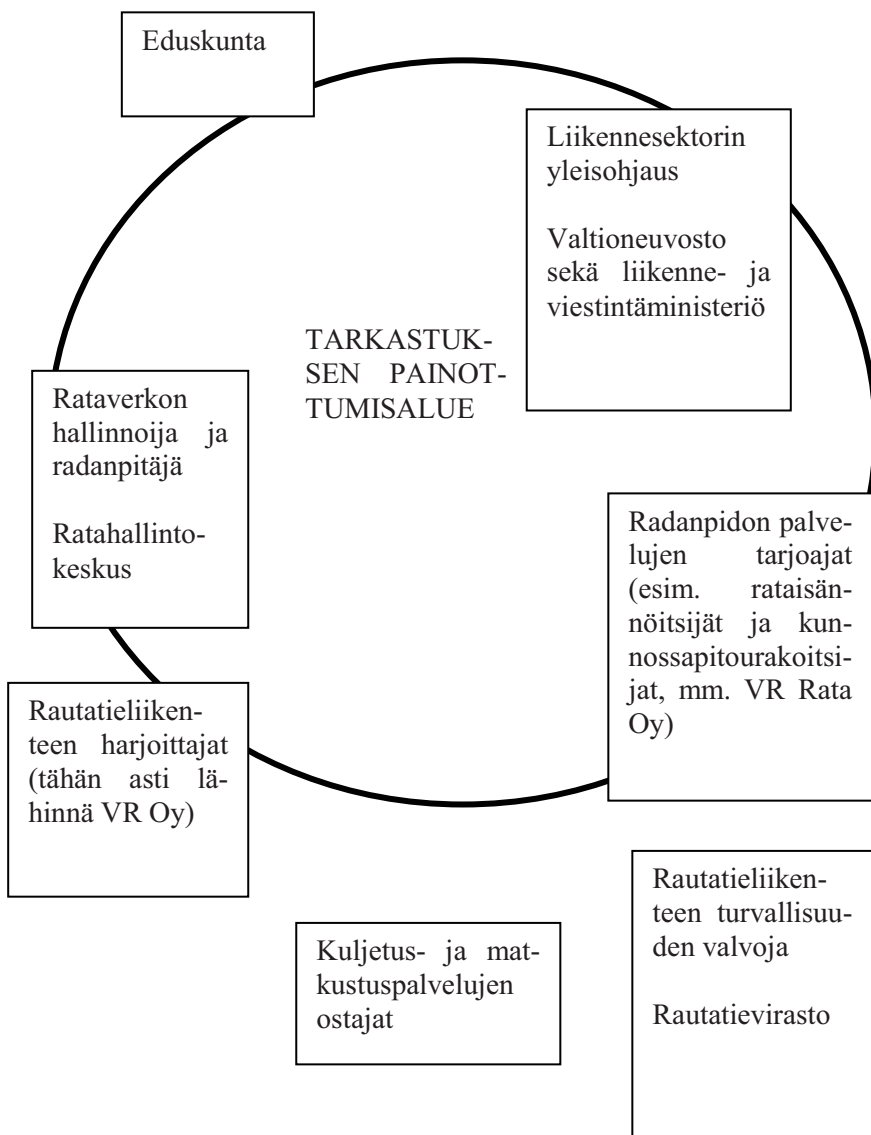 Eduskunta
Liikennesektorin
yleisohjaus
Valtioneuvosto
sekä liikenne- ja
viestintäministeriö
TARKASTUK-
SEN PAINOT-
TUMISALUE
Rataverkon
hallinnoija ja
radanpitäjä
Ratahallinto-
keskus
Radanpidon palve-
lujen tarjoajat
(esim. rataisän-
nöitsijät ja kun-
nossapitourakoitsi-
jat, mm. VR Rata
Oy)
Rautatieliiken-
teen harjoittajat
(tähän asti lä-
hinnä VR Oy)
Kuljetus- ja mat-
kustuspalvelujen
ostajat
Rautatieliiken-
teen turvallisuu-
den valvoja
Rautatievirasto